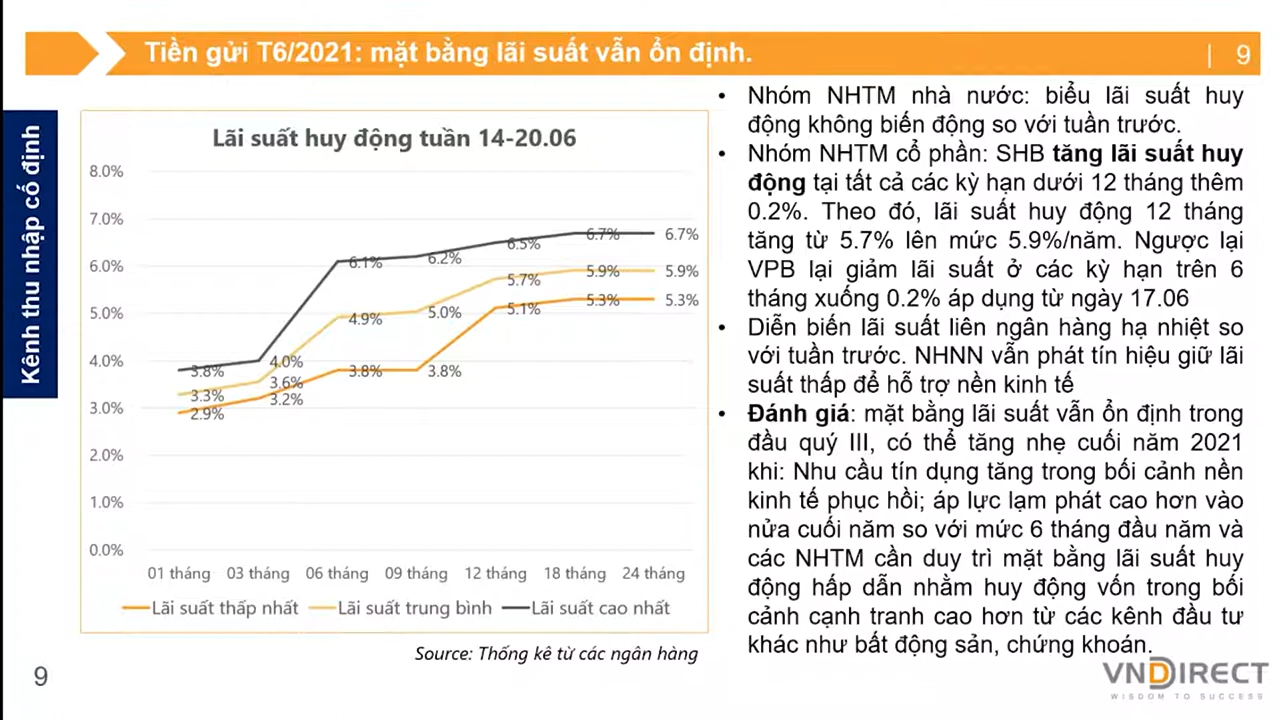 Tiền gửi T6/2021: mặt bằng lãi suất vẫn ổn định.
| 9
Kênh thu nhập cố định
Lãi suất huy động tuần 14-20.06
8.0%
7.0%
6.0%
5.0%
4.0%
3.0%
2.0%
1.0%
0.0%
3.8% 4.0% 6.1% 6.2% 6.5% 6.7% 6.7%
3.3% 3.6% 4.9% 5.0% 5.7% 5.9% 5.9%
2.9% 3.2% 3.8% 3.8% 5.1% 5.3% 5.3%
01 tháng 03 tháng 06 tháng 09 tháng 12 tháng 18 tháng 24 tháng
Lãi suất thấp nhất Lãi suất trung bình Lãi suất cao nhất
Source: Thống kê từ các ngân hàng
• Nhóm NHTM nhà nước: biểu lãi suất huy
động không biến động so với tuần trước.
• Nhóm NHTM cổ phần: SHB tăng lãi suất huy
động tại tất cả các kỳ hạn dưới 12 tháng thêm
0.2%. Theo đó, lãi suất huy động 12 tháng
tăng từ 5.7% lên mức 5.9%/năm. Ngược lại
VPB lại giảm lãi suất ở các kỳ hạn trên 6
tháng xuống 0.2% áp dụng từ ngày 17.06
• Diễn biến lãi suất liên ngân hàng hạ nhiệt so
với tuần trước. NHNN vẫn phát tín hiệu giữ lãi
suất thấp để hỗ trợ nền kinh tế
• Đánh giá: mặt bằng lãi suất vẫn ổn định trong
đầu quý III, có thể tăng nhẹ cuối năm 2021
khi: Nhu cầu tín dụng tăng trong bối cảnh nền
kinh tế phục hồi; áp lực lạm phát cao hơn vào
nửa cuối năm so với mức 6 tháng đầu năm và
các NHTM cần duy trì mặt bằng lãi suất huy
động hấp dẫn nhằm huy động vốn trong bối
cảnh cạnh tranh cao hơn từ các kênh đầu tư
khác như bất động sản, chứng khoán.
9
VNDIRECT
WISDOM TO SUCCESS